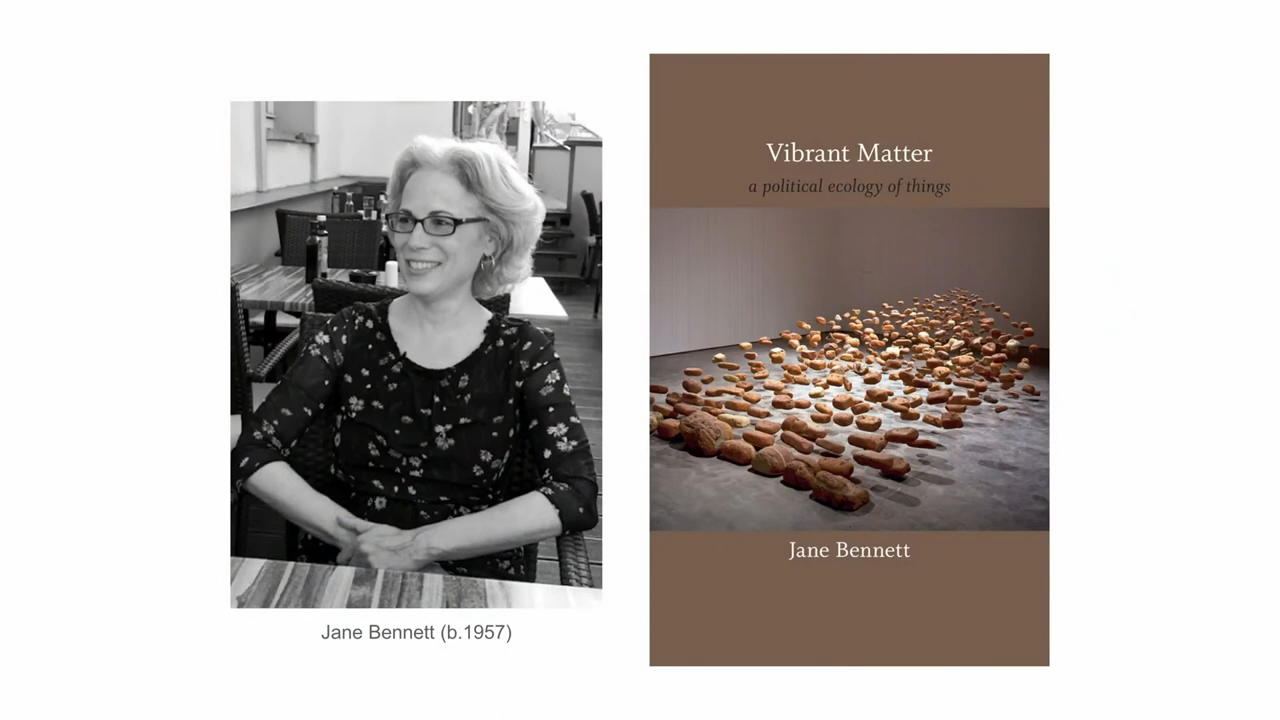 Vibrant Matter
a political ecology of things
Jane Bennett
Jane Bennett (b.1957)